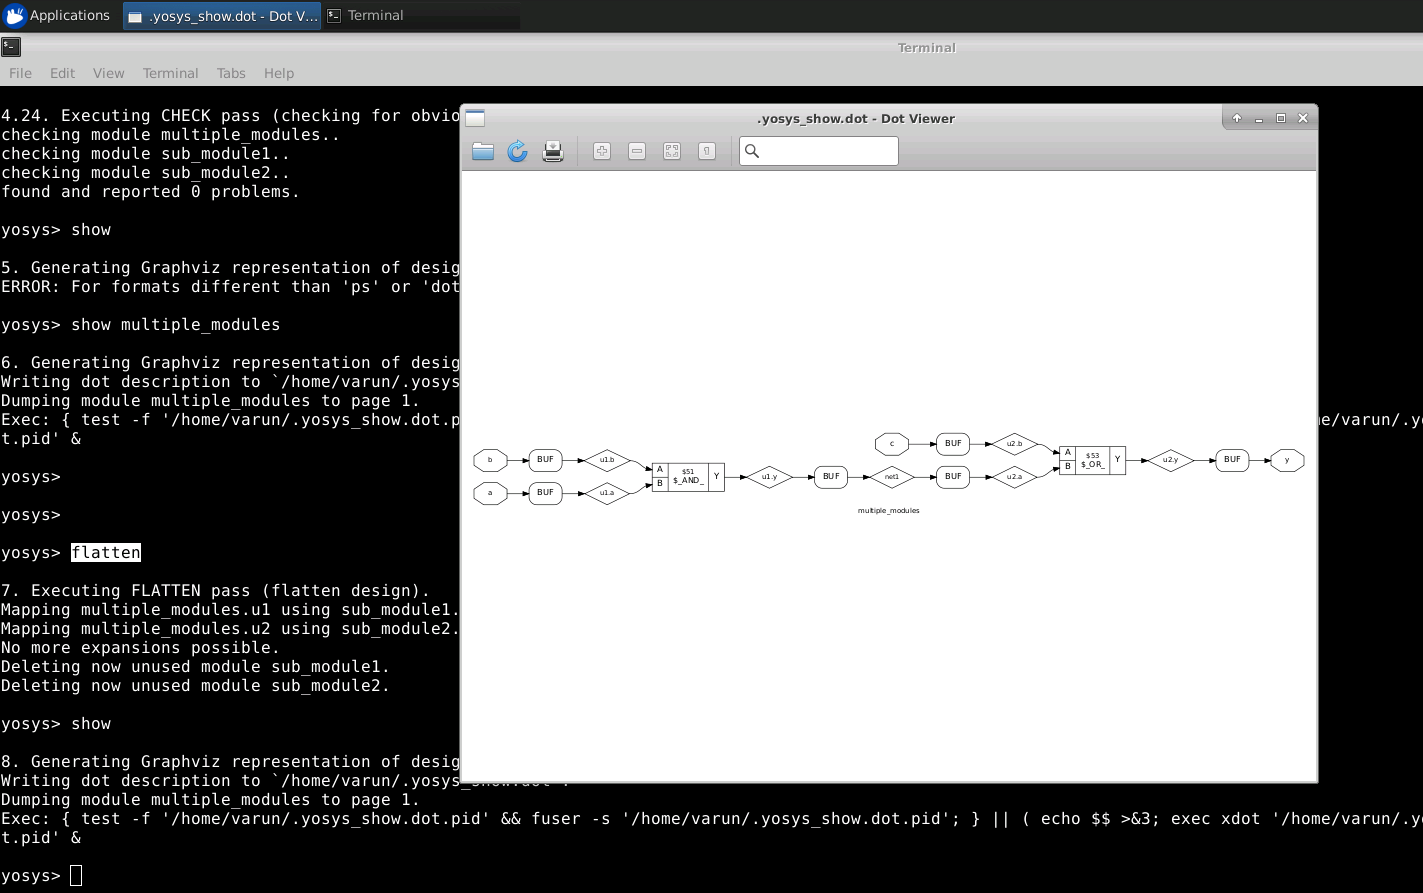 Applications
.yosys_show.dot - Dot V...
Terminal
Terminal
File Edit View Terminal Tabs Help
4.24. Executing CHECK pass (checking for obvio
checking module multiple_modules..
checking module sub_module1..
checking module sub_module2..
found and reported 0 problems.
yosys> show
5. Generating Graphviz representation of desig
ERROR: For formats different than 'ps' or 'dot
yosys> show multiple_modules
6. Generating Graphviz representation of desig
Writing dot description to `/home/varun/.yosys
Dumping module multiple_modules to page 1.
Exec: { test -f '/home/varun/.yosys_show.dot.p
me/varun/.yo
t.pid' &
yosys>
yosys>
yosys> flatten
7. Executing FLATTEN pass (flatten design).
Mapping multiple_modules.u1 using sub_module1.
Mapping multiple_modules.u2 using sub_module2.
No more expansions possible.
Deleting now unused module sub_module1.
Deleting now unused module sub_module2.
yosys> show
8. Generating Graphviz representation of desig
Writing dot description to `/home/varun/.yosys_show.dot'.
Dumping module multiple_modules to page 1.
Exec: { test -f '/home/varun/.yosys_show.dot.pid' && fuser -s '/home/varun/.yosys_show.dot.pid'; } || ( echo $$ >&3; exec xdot '/home/varun/.yo
t.pid' &
yosys>
.yosys_show.dot - Dot Viewer
c BUF u2.b
b BUF u1.b
a BUF u1.a
A
B
$51
$_AND_
Y
u1.y BUF net1 BUF u2.a
A
B
$53
$_OR_
Y
u2.y BUF y
multiple_modules